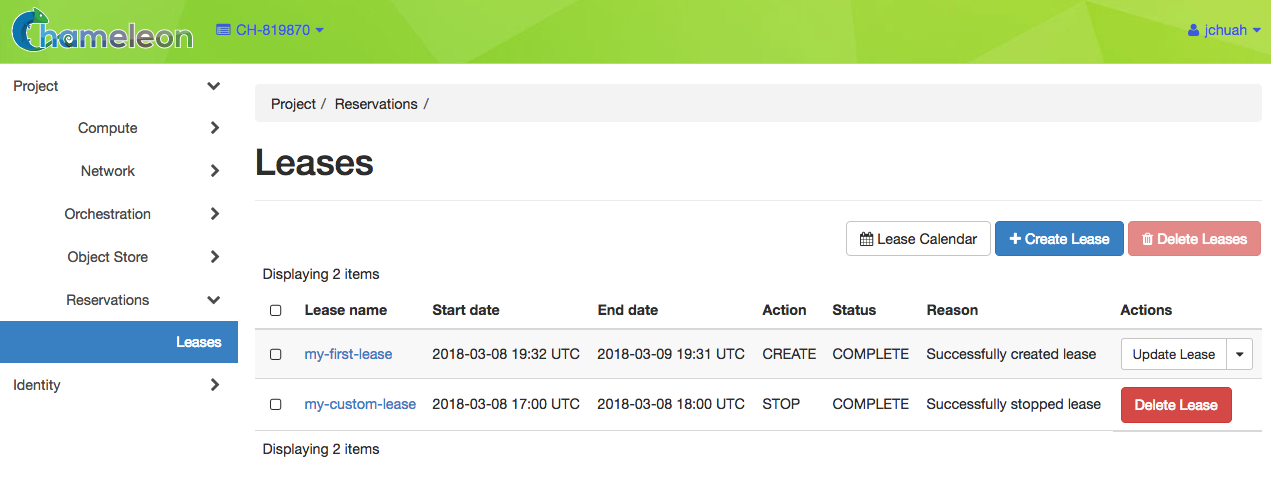 Chameleon CH-819870 jchuah
Project
Compute
Network
Orchestration
Object Store
Reservations
Leases
Identity
Project / Reservations /
Leases
Lease Calendar + Create Lease Delete Leases
Displaying 2 items
Lease name Start date End date Action Status Reason Actions
my-first-lease 2018-03-08 19:32 UTC 2018-03-09 19:31 UTC CREATE COMPLETE Successfully created lease Update Lease
my-custom-lease 2018-03-08 17:00 UTC 2018-03-08 18:00 UTC STOP COMPLETE Successfully stopped lease Delete Lease
Displaying 2 items